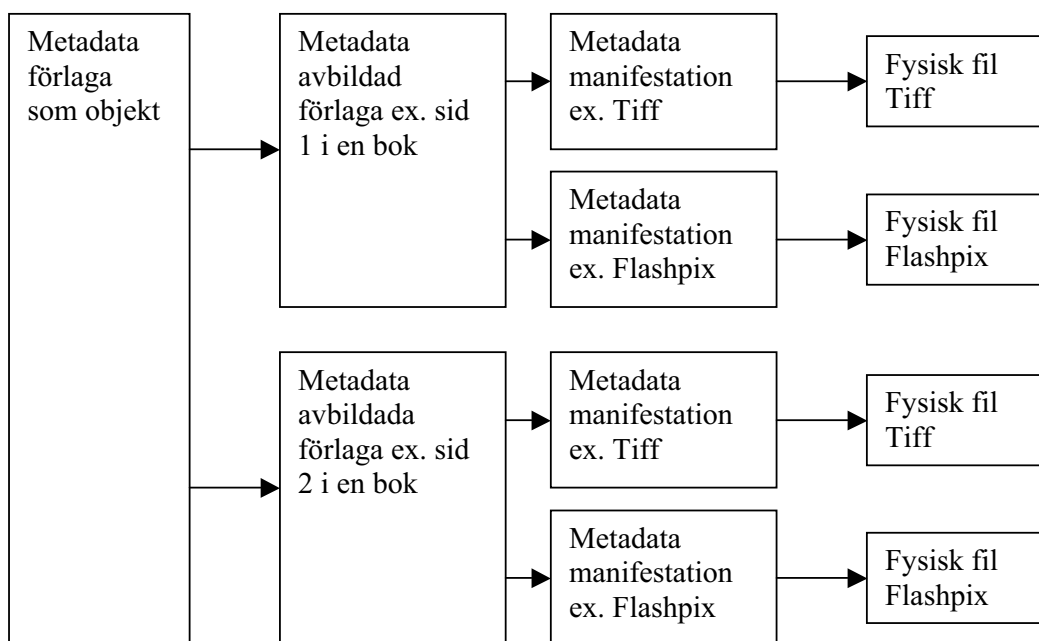 Metadata
förlaga
som objekt
Metadata
avbildad
förlaga ex. sid
1 i en bok
Metadata
manifestation
ex. Tiff
Fysisk fil
Tiff
Metadata
manifestation
ex. Flashpix
Fysisk fil
Flashpix
Metadata
avbildada
förlaga ex. sid
2 i en bok
Metadata
manifestation
ex. Tiff
Fysisk fil
Tiff
Metadata
manifestation
ex. Flashpix
Fysisk fil
Flashpix